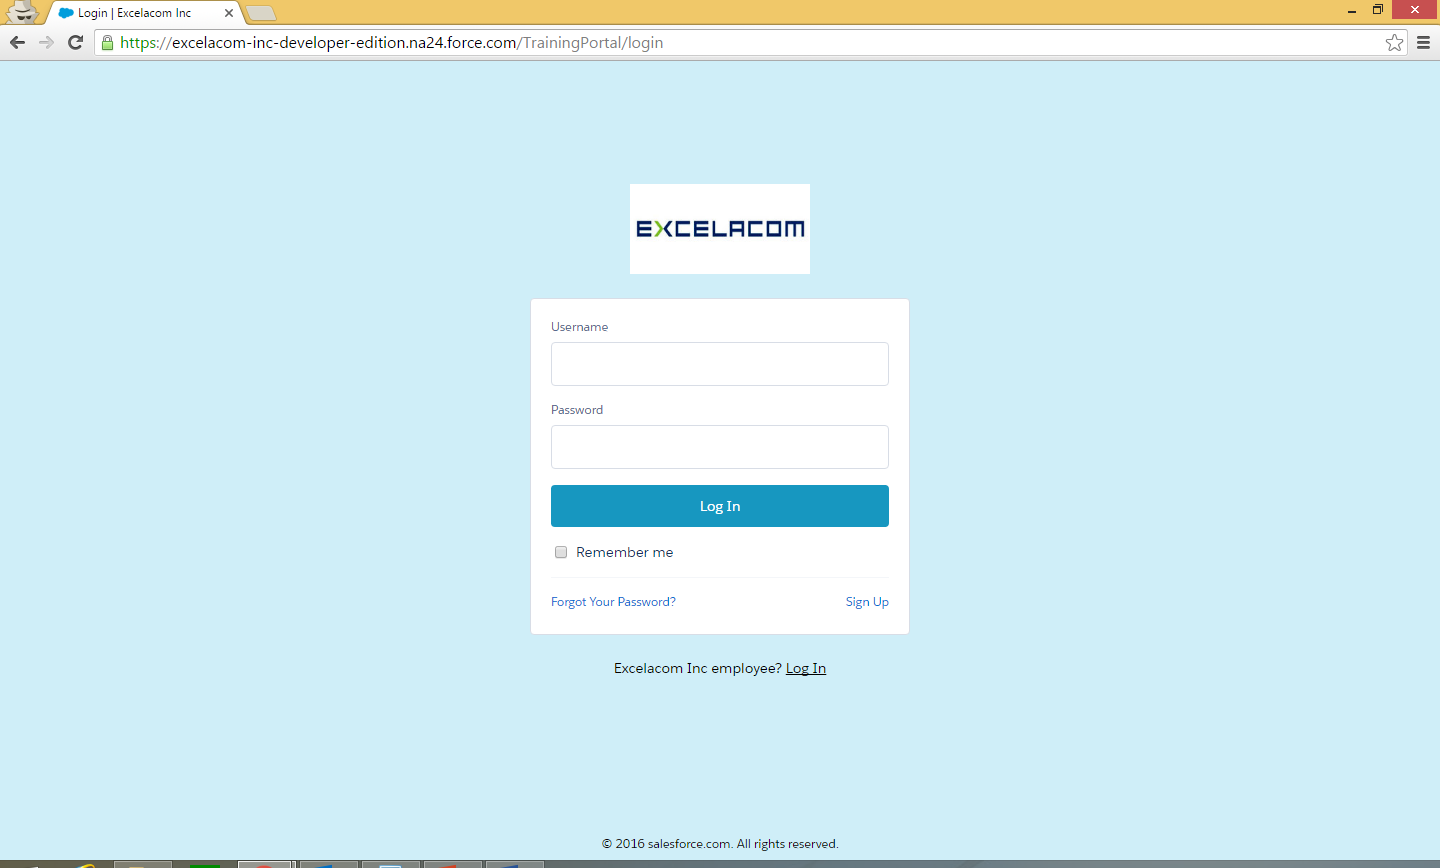 Login | Excelacom Inc
https://excelacom-inc-developer-edition.na24.force.com/TrainingPortal/login
EXCELACOM
Username
Password
Log In
Remember me
Forgot Your Password? Sign Up
Excelacom Inc employee? Log In
© 2016 salesforce.com. All rights reserved.